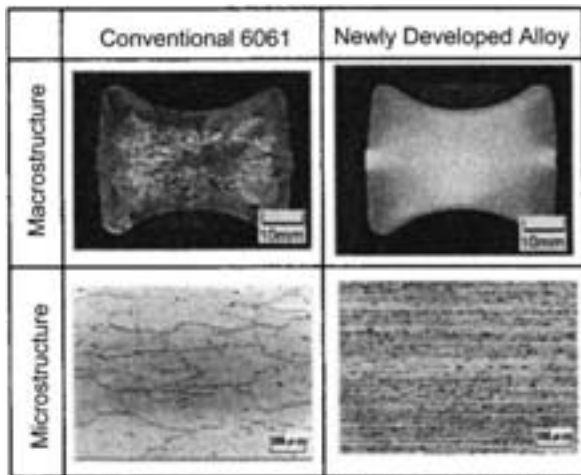 Conventional 6061
Newly Developed Alloy
Macrostructure
10mm
10mm
Microstructure